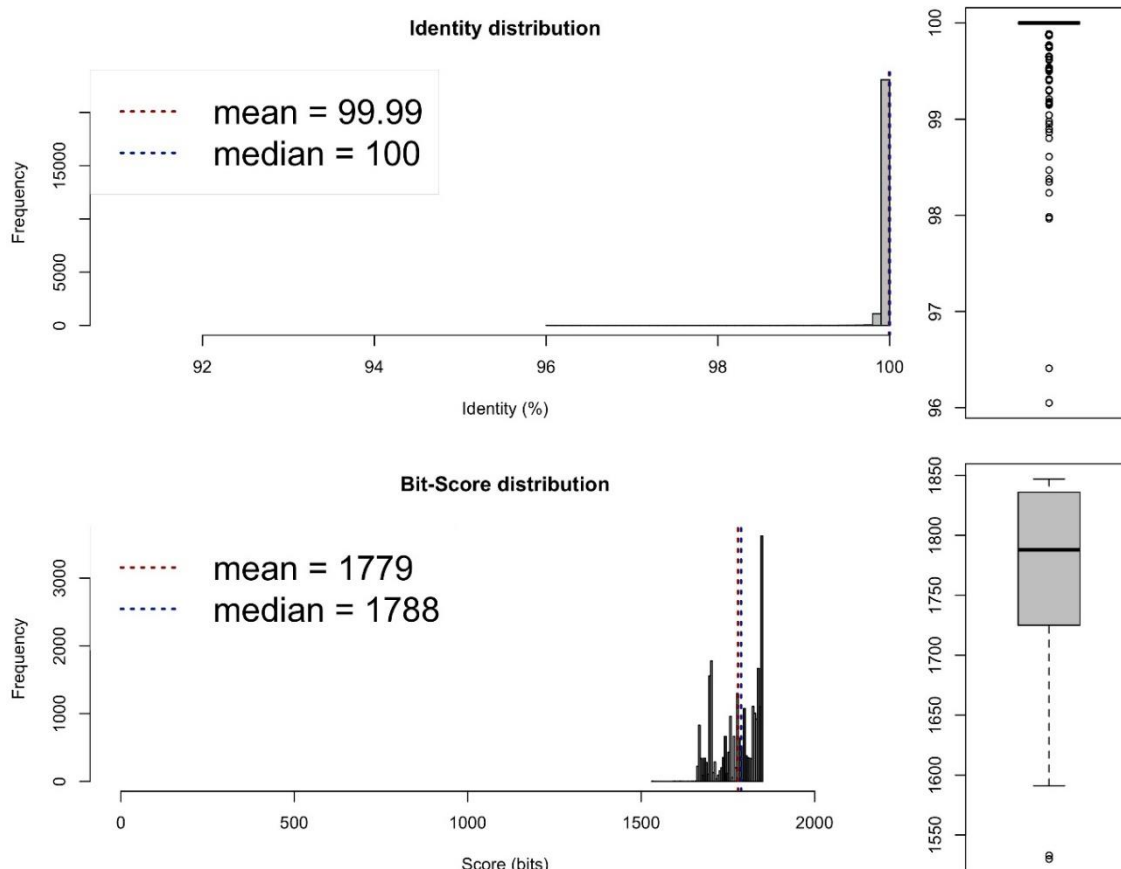 Identity distribution
mean = 99.99
median = 100
Frequency
15000
5000
0
92
94
96
98
100
Identity (%)
100
99
98
97
96
Bit-Score distribution
mean = 1779
median = 1788
Frequency
3000
2000
1000
0
0
500
1000
1500
2000
Score (bits)
1850
1800
1750
1700
1650
1600
1550